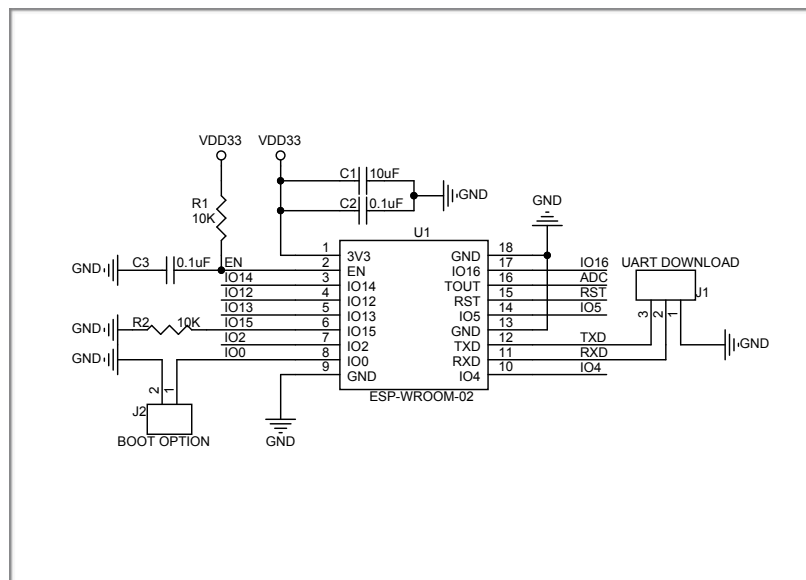 VDD33 VDD33
C1 10uF
GND
R1
10K
C2 0.1uF
GND
U1
GND C3 0.1uF
EN
1 3V3 GND 18
2 EN IO16 17 IO16
IO14 3 IO14 TOUT 16 ADC
IO12 4 IO12 RST 15 RST
IO13 5 IO13 IO5 14 IO5
GND R2 10K IO15 6 IO15 GND 13
IO2 7 IO2 TXD 12 TXD
GND IO0 8 IO0 RXD 11 RXD
9 GND IO4 10 IO4
ESP-WROOM-02
UART DOWNLOAD
J1
3 2 1
GND
2 1
J2
BOOT OPTION
GND